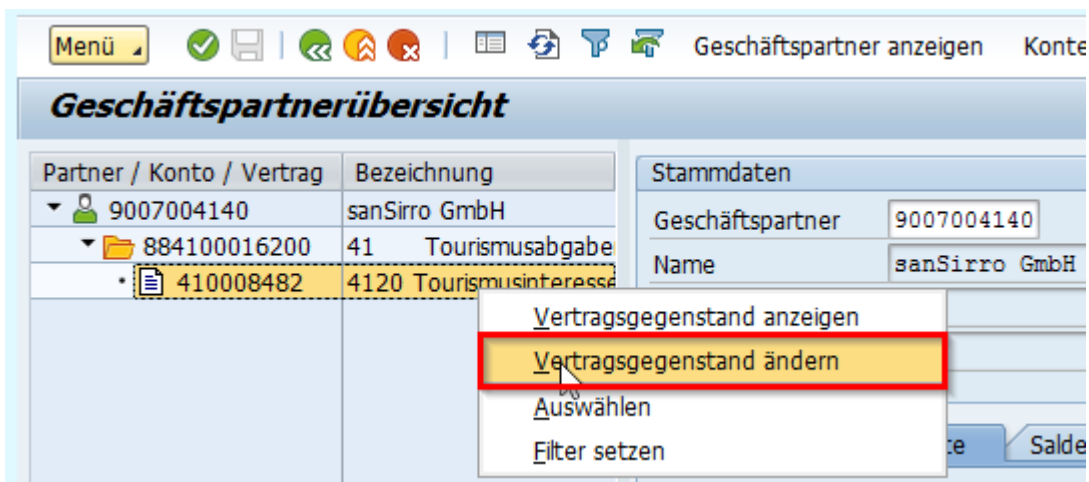 Menü Geschäftspartner anzeigen Konte
Geschäftspartnerübersicht
Partner / Konto / Vertrag Bezeichnung Stammdaten
9007004140 sanSirro GmbH Geschäftspartner 9007004140
884100016200 41 Tourismusabgabe Name sanSirro GmbH
410008482 4120 Tourismusinteresse
Vertragsgegenstand anzeigen
Vertragsgegenstand ändern
Auswählen
Filter setzen
te Salde